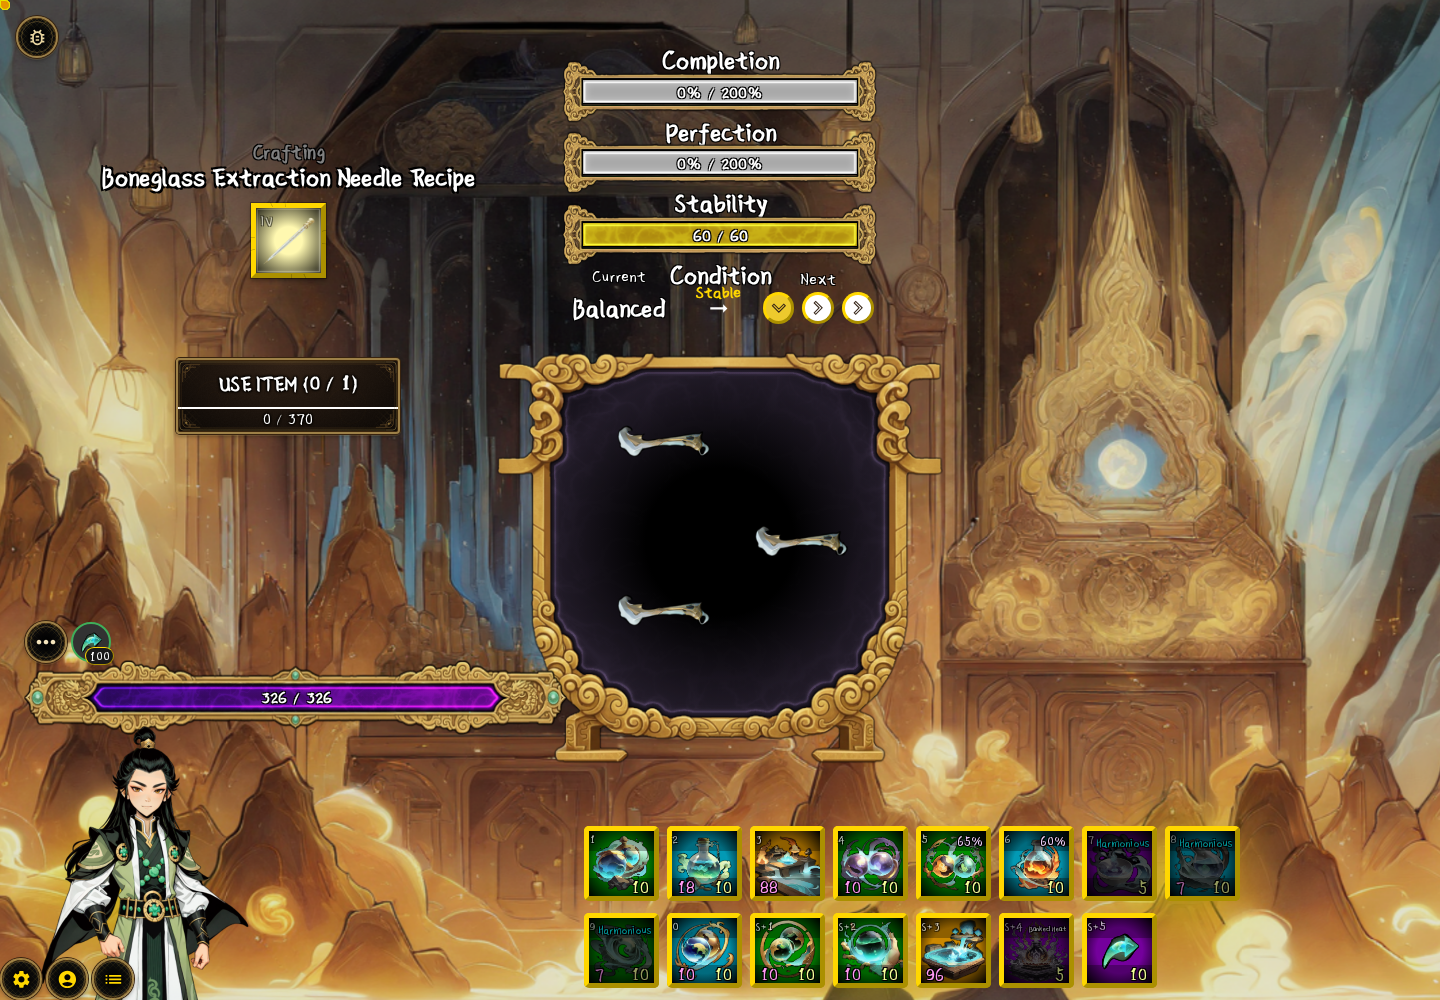 Completion
0% / 200%
Perfection
0% / 200%
Crafting
Boneglass Extraction Needle Recipe
IV
Stability
60 / 60
Current
Condition
Next
Stable
Balanced
USE ITEM (0 / 1)
0 / 370
100
326 / 326
1
10
2
18
10
3
88
4
10
10
5
65%
10
6
60%
10
7
Harmonious
5
8
Harmonious
7
10
9
Harmonious
7
10
0
10
10
S+1
10
10
S+2
10
10
S+3
96
S+4
Banked Heat
5
S+5
10